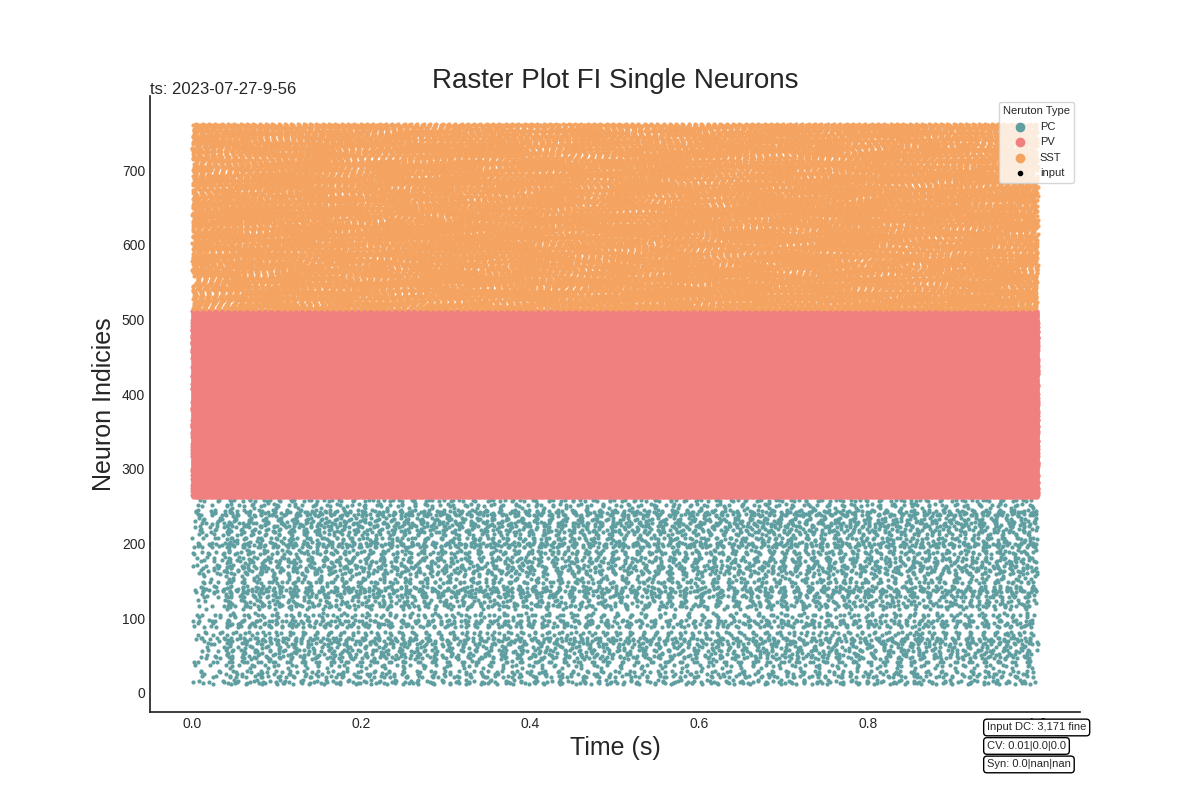 Raster Plot FI Single Neurons
ts: 2023-07-27-9-56
Neruton Type
PC
PV
SST
input
Neuron Indicies
700
600
500
400
300
200
100
0
0.0 0.2 0.4 0.6 0.8
Time (s)
Input DC: 3,171 fine
CV: 0.01|0.0|0.0
Syn: 0.0|nan|nan